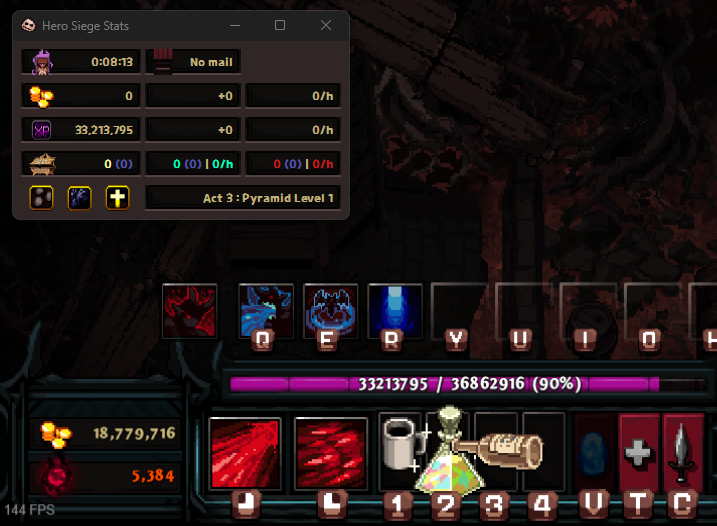 Hero Siege Stats
0:08:13 No mail
0 +0 0/h
XP 33,213,795 +0 0/h
0 (0) 0 (0) | 0/h 0 (0) | 0/h
Act 3 : Pyramid Level 1
Q E R Y U I O H
33213795 / 36862916 (90%)
18,779,716
5,384
1 2 3 4 V T C
144 FPS